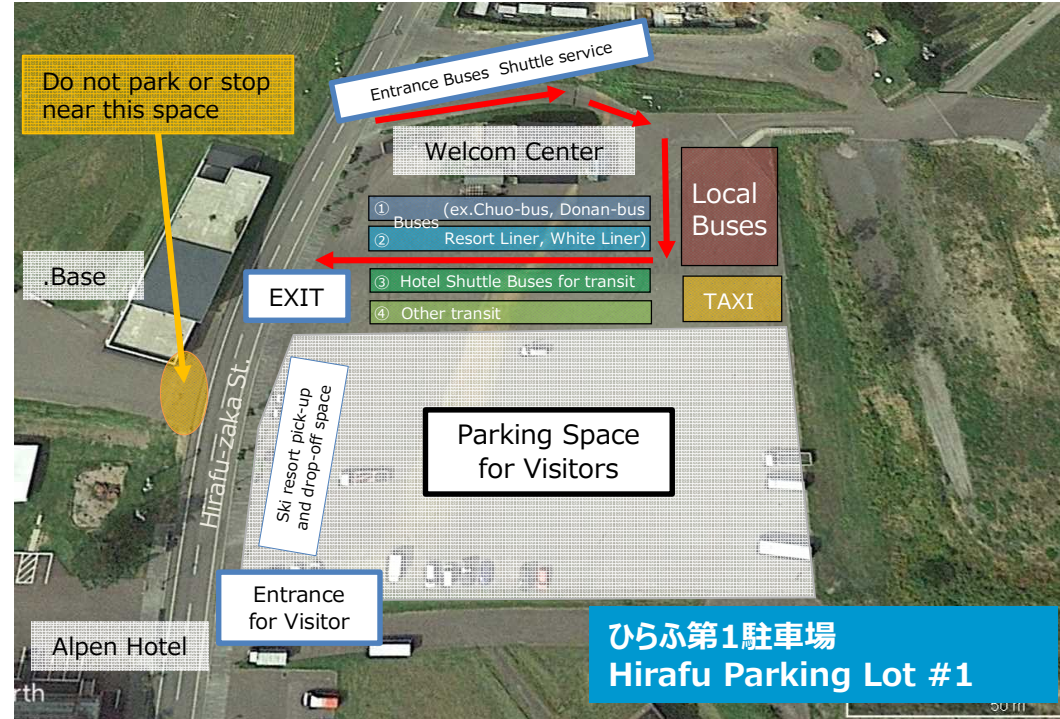 Do not park or stop
near this space
Entrance Buses Shuttle service
Welcom Center
① Buses (ex.Chuo-bus, Donan-bus
② Resort Liner, White Liner)
③ Hotel Shuttle Buses for transit
④ Other transit
Local
Buses
TAXI
.Base
EXIT
Hirafu-zaka St.
Ski resort pick-up
and drop-off space
Parking Space
for Visitors
Entrance
for Visitor
Alpen Hotel
rth
ひらふ第1駐車場
Hirafu Parking Lot #1
50 m